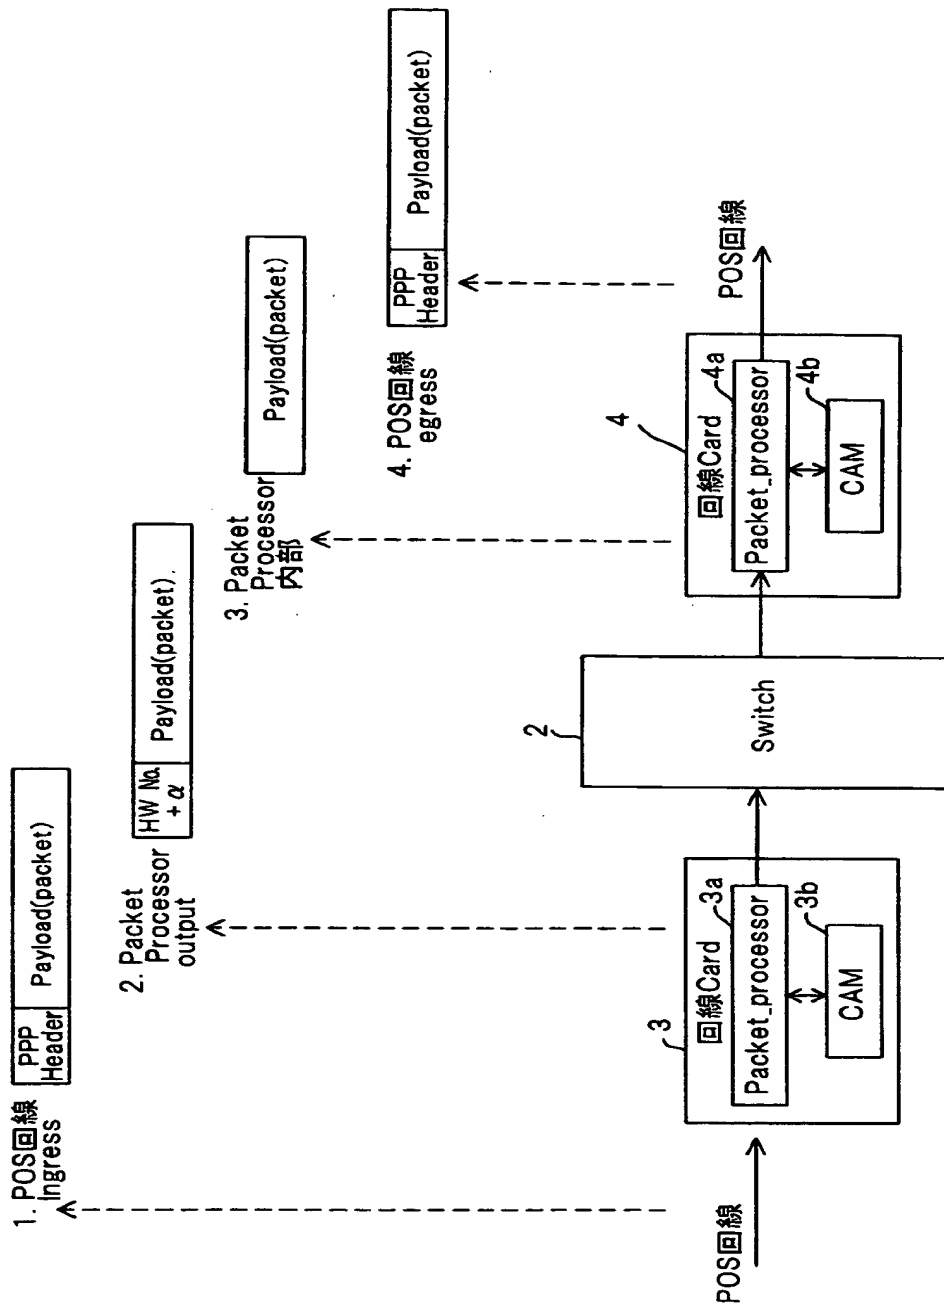 1. POS回線
Ingress
PPP
Header
Payload(packet)
2. Packet
Processor
output
HW No.
+ α
Payload(packet)
3. Packet
Processor
内部
Payload(packet)
4. POS回線
egress
PPP
Header
Payload(packet)
POS回線
3
回線Card
Packet_processor
3a
CAM
3b
2
Switch
4
回線Card
Packet_processor
4a
CAM
4b
POS回線